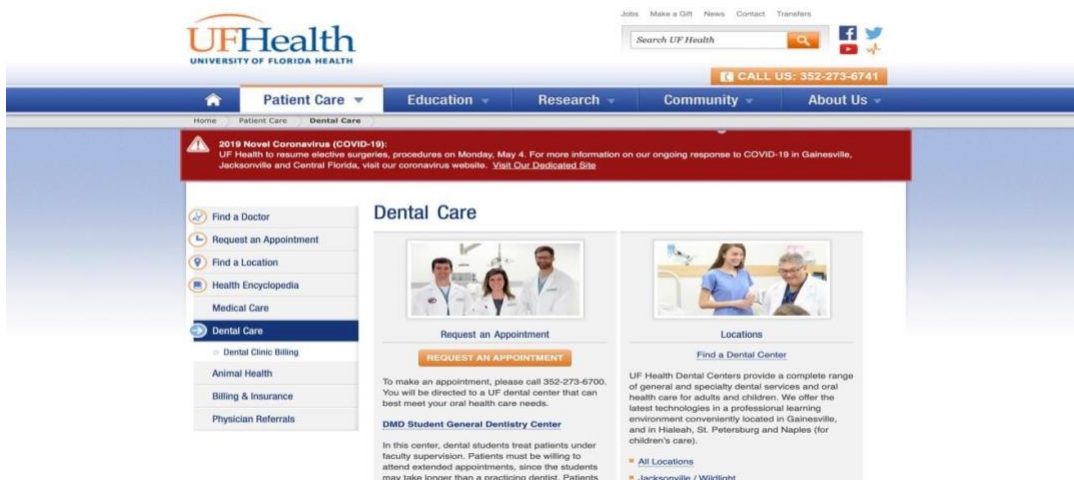 Jobs Make a Gift News Contact Transfers
UFHealth
UNIVERSITY OF FLORIDA HEALTH
Search UF Health
CALL US: 352-273-6741
Patient Care Education Research Community About Us
Home Patient Care Dental Care
2019 Novel Coronavirus (COVID-19):
UF Health to resume elective surgeries, procedures on Monday, May 4. For more information on our ongoing response to COVID-19 in Gainesville,
Jacksonville and Central Florida, visit our coronavirus website. Visit Our Dedicated Site
Find a Doctor
Request an Appointment
Find a Location
Health Encyclopedia
Medical Care
Dental Care
Dental Clinic Billing
Animal Health
Billing & Insurance
Physician Referrals
Dental Care
Request an Appointment
REQUEST AN APPOINTMENT
To make an appointment, please call 352-273-6700.
You will be directed to a UF dental center that can
best meet your oral health care needs.
DMD Student General Dentistry Center
In this center, dental students treat patients under
faculty supervision. Patients must be willing to
attend extended appointments, since the students
may take longer than a practicing dentist. Patients
Locations
Find a Dental Center
UF Health Dental Centers provide a complete range
of general and specialty dental services and oral
health care for adults and children. We offer the
latest technologies in a professional learning
environment conveniently located in Gainesville,
and in Hialeah, St. Petersburg and Naples (for
children's care).
All Locations
Jacksonville / Wildlight